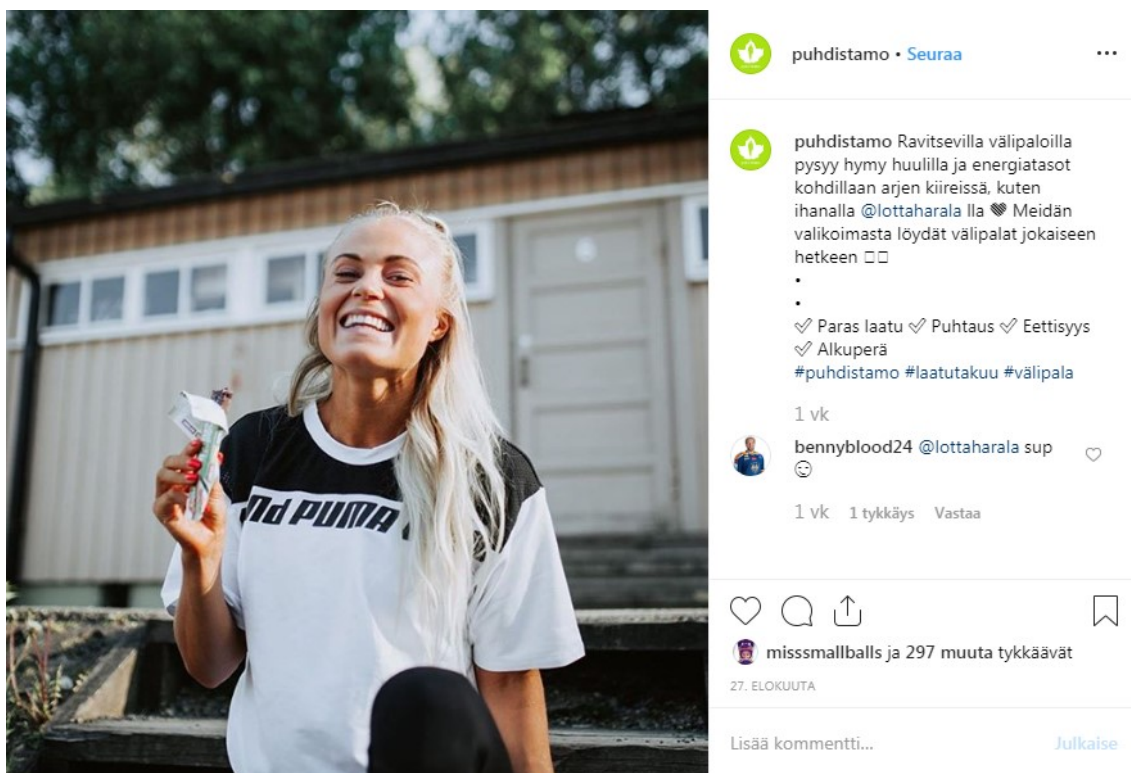 puhdistamo • Seuraa
puhdistamo Ravitsevilla välipaloilla
pysyy hymy huulilla ja energiatasot
kohdillaan arjen kiireissä, kuten
ihanalla @lottaharala lla 🖤 Meidän
valikoimasta löydät välipalat jokaiseen
hetkeen □□
•
•
✓ Paras laatu ✓ Puhtaus ✓ Eettisyys
✓ Alkuperä
#puhdistamo #laatutakuu #välipala
1 vk
bennyblood24 @lottaharala sup
😏
1 vk 1 tykkäys Vastaa
misssmallballs ja 297 muuta tykkäävät
27. ELOKUUTA
Lisää kommentti... Julkaise
nd PUMA